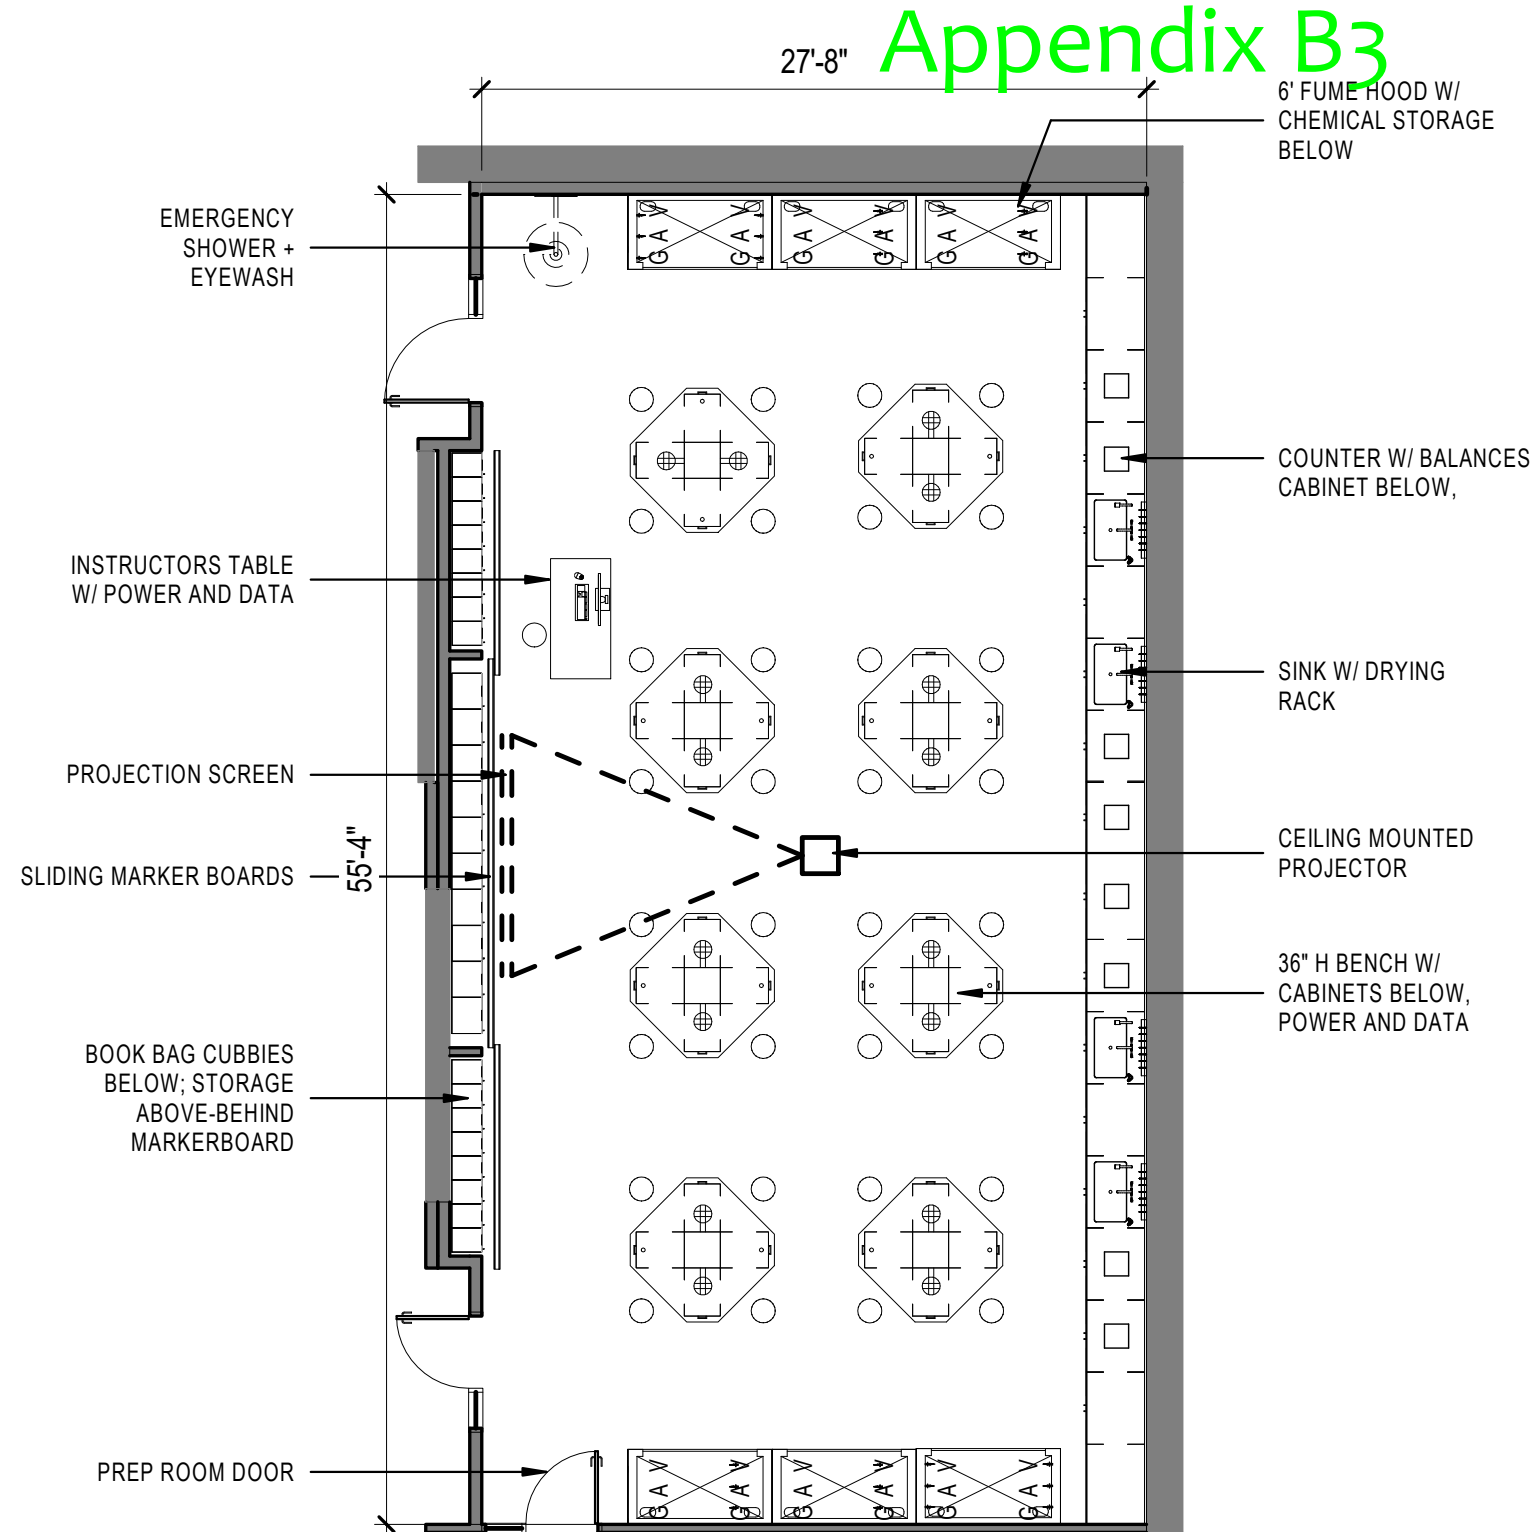 Appendix B3
27'-8"
6' FUME HOOD W/
CHEMICAL STORAGE
BELOW
EMERGENCY
SHOWER +
EYEWASH
G A V
G A V
G A V
G A V
G A V
G A V
COUNTER W/ BALANCES
CABINET BELOW,
INSTRUCTORS TABLE
W/ POWER AND DATA
SINK W/ DRYING
RACK
PROJECTION SCREEN
CEILING MOUNTED
PROJECTOR
SLIDING MARKER BOARDS
55'-4"
36" H BENCH W/
CABINETS BELOW,
POWER AND DATA
BOOK BAG CUBBIES
BELOW; STORAGE
ABOVE-BEHIND
MARKERBOARD
PREP ROOM DOOR
G A V
G A V
G A V
G A V
G A V
G A V